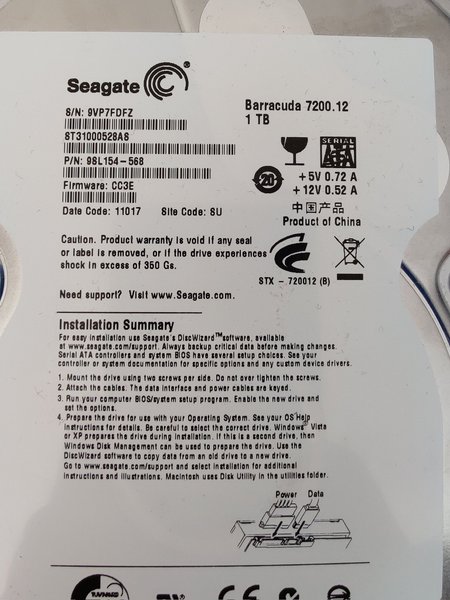 Seagate
S/N: 9VP7FDFZ
ST31000528AS
P/N: 9SL154-568
Firmware: CC3E
Date Code: 11017 Site Code: SU
Barracuda 7200.12
1 TB
SERIAL
ATA
20
+5V 0.72 A
+12V 0.52 A
中国产品
Product of China
Caution. Product warranty is void if any seal
or label is removed, or if the drive experiences
shock in excess of 350 Gs.
STX - 720012 (B)
Need support? Visit www.Seagate.com.
Installation Summary
For easy installation use Seagate's DiscWizard™software, available
at www.seagate.com/support. Always backup critical data before making changes.
Serial ATA controllers and system BIOS have several setup choices. See your
controller or system documentation for specific options and any custom device drivers.
1. Mount the drive using two screws per side. Do not over tighten the screws.
2. Attach the cables. The data interface and power cables are keyed.
3. Run your computer BIOS/system setup program. Enable the new drive and
set the options.
4. Prepare the drive for use with your Operating System. See your OS Help
instructions for details. Be careful to select the correct drive. Windows Vista
or XP prepares the drive during installation. If this is a second drive, then
Windows Disk Management can be used to prepare the drive. Use the
DiscWizard software to copy data from an old drive to a new drive.
Go to www.seagate.com/support and select installation for additional
instructions and illustrations. Macintosh uses Disk Utility in the utilities folder.
Power Data